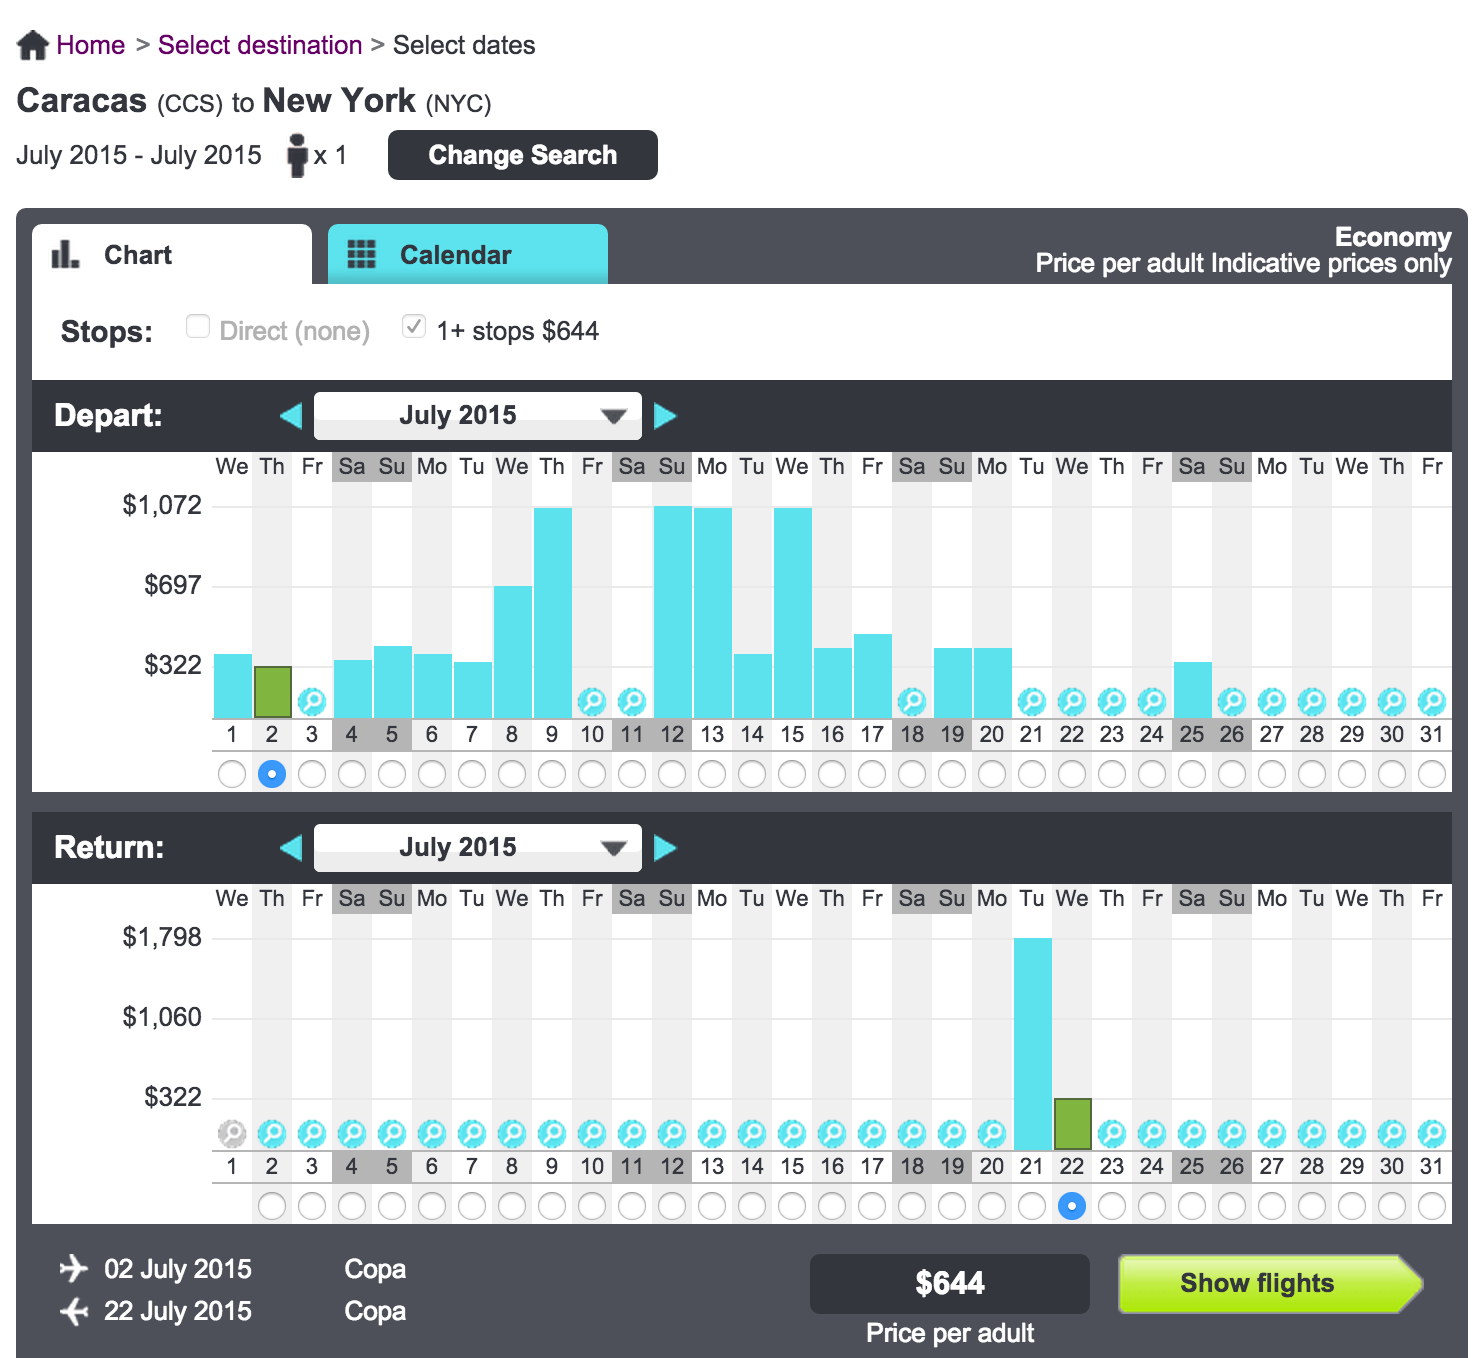 Home > Select destination > Select dates
Caracas (CCS) to New York (NYC)
July 2015 - July 2015 x 1 Change Search
Chart Calendar
Economy
Price per adult Indicative prices only
Stops: Direct (none) 1+ stops $644
Depart: July 2015
We Th Fr Sa Su Mo Tu We Th Fr Sa Su Mo Tu We Th Fr Sa Su Mo Tu We Th Fr Sa Su Mo Tu We Th Fr
$1,072
$697
$322
1 2 3 4 5 6 7 8 9 10 11 12 13 14 15 16 17 18 19 20 21 22 23 24 25 26 27 28 29 30 31
Return: July 2015
We Th Fr Sa Su Mo Tu We Th Fr Sa Su Mo Tu We Th Fr Sa Su Mo Tu We Th Fr Sa Su Mo Tu We Th Fr
$1,798
$1,060
$322
1 2 3 4 5 6 7 8 9 10 11 12 13 14 15 16 17 18 19 20 21 22 23 24 25 26 27 28 29 30 31
02 July 2015 Copa
22 July 2015 Copa
$644
Price per adult
Show flights